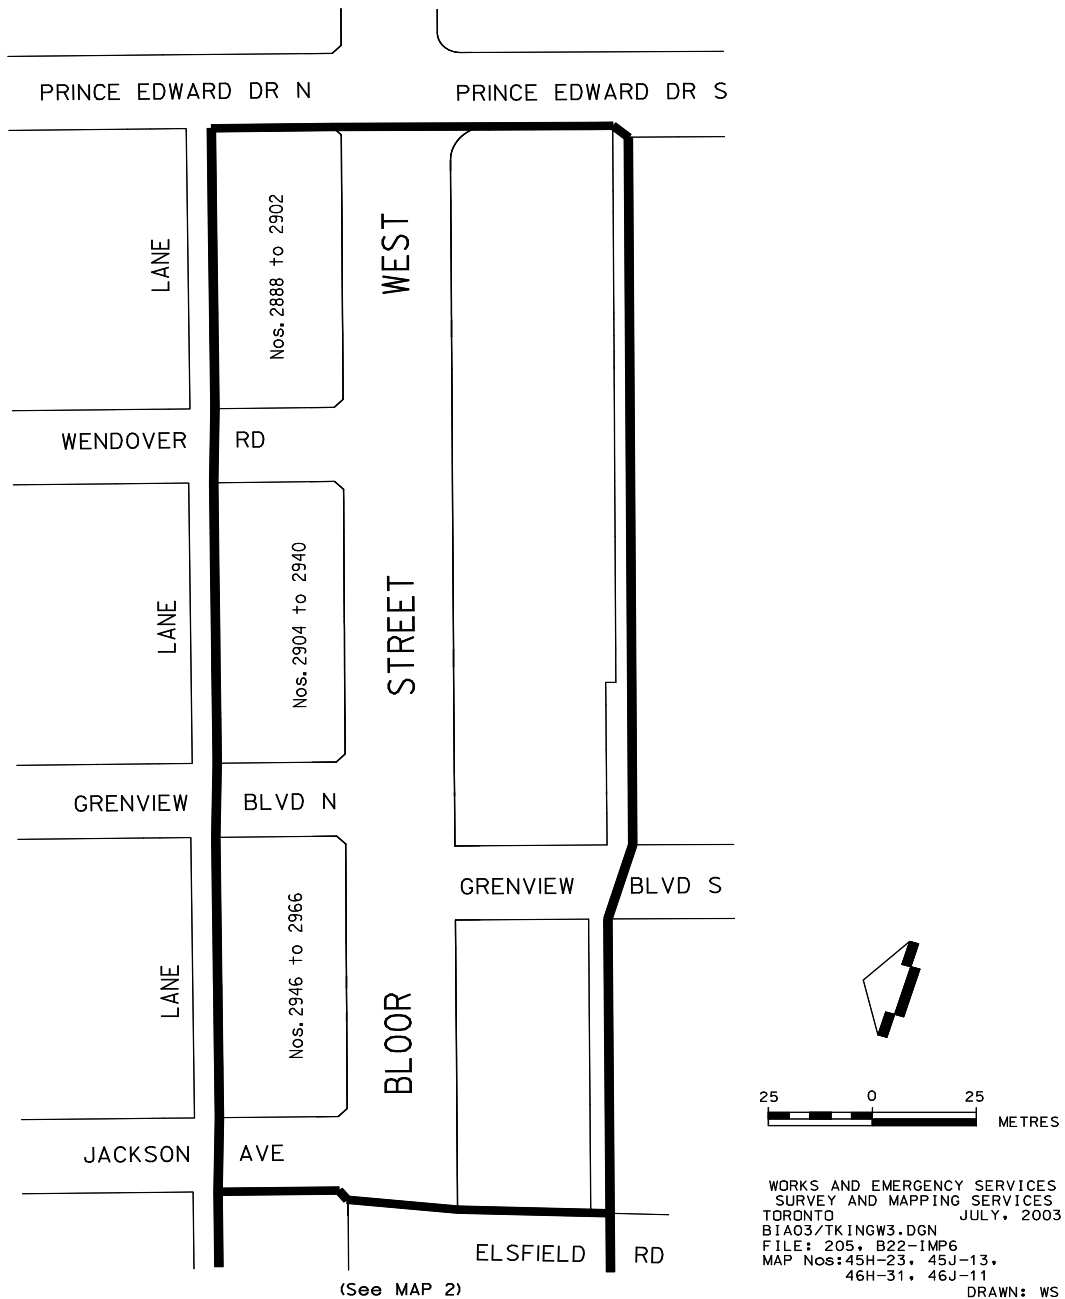 PRINCE EDWARD DR N
PRINCE EDWARD DR S
LANE
Nos. 2888 to 2902
WEST
WENDOVER RD
LANE
Nos. 2904 to 2940
STREET
GRENVIEW BLVD N
GRENVIEW BLVD S
LANE
Nos. 2946 to 2966
BLOOR
25 0 25
METRES
JACKSON AVE
ELSFIELD RD
(See MAP 2)
WORKS AND EMERGENCY SERVICES
SURVEY AND MAPPING SERVICES
TORONTO JULY, 2003
BIA03/TKINGW3.DGN
FILE: 205, B22-IMP6
MAP Nos:45H-23, 45J-13,
46H-31, 46J-11
DRAWN: WS